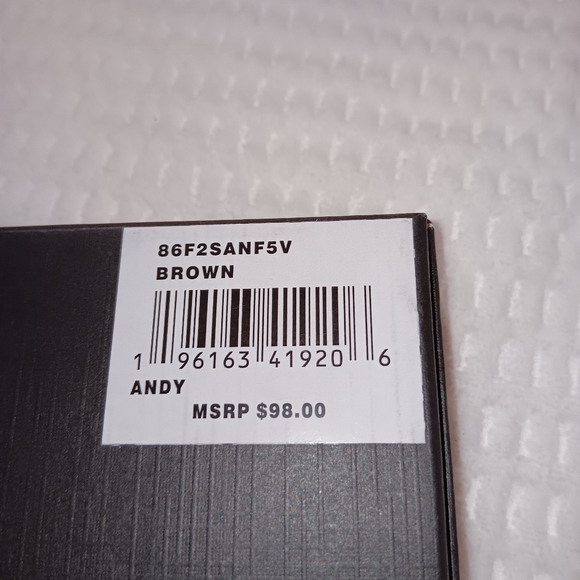 86F2SANF5V
BROWN
1 96163 41920 6
ANDY
MSRP $98.00